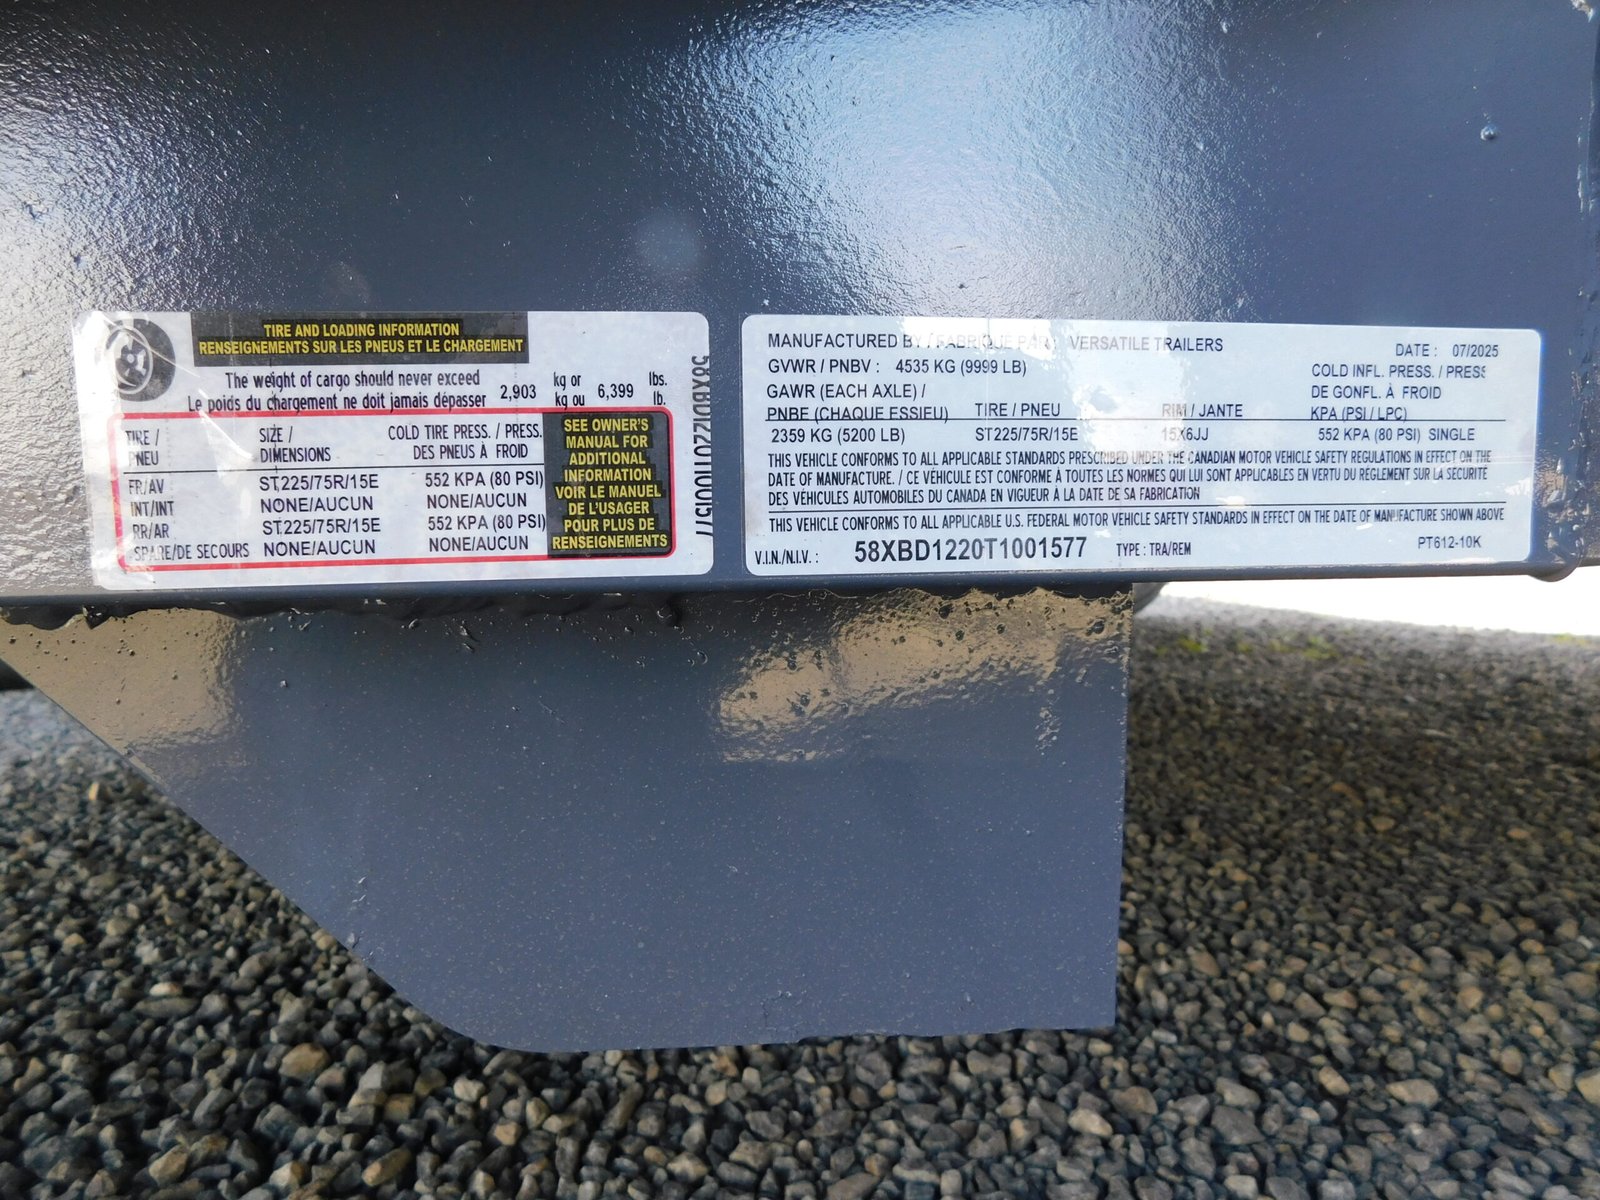 TIRE AND LOADING INFORMATION
RENSEIGNEMENTS SUR LES PNEUS ET LE CHARGEMENT
The weight of cargo should never exceed
Le poids du chargement ne doit jamais dépasser
2,903 kg or 6,399 lbs.
kg ou lb.
TIRE / SIZE / COLD TIRE PRESS. / PRESS.
PNEU DIMENSIONS DES PNEUS À FROID
FR/AV ST225/75R/15E 552 KPA (80 PSI)
INT/INT NONE/AUCUN NONE/AUCUN
RR/AR ST225/75R/15E 552 KPA (80 PSI)
SPARE/DE SECOURS NONE/AUCUN NONE/AUCUN
SEE OWNER'S
MANUAL FOR
ADDITIONAL
INFORMATION
VOIR LE MANUEL
DE L'USAGER
POUR PLUS DE
RENSEIGNEMENTS
58XBD1220T1001577
MANUFACTURED BY / FABRIQUE PAR : VERSATILE TRAILERS
DATE : 07/2025
GVWR / PNBV : 4535 KG (9999 LB)
COLD INFL. PRESS. / PRESS
GAWR (EACH AXLE) /
DE GONFL. À FROID
PNBE (CHAQUE ESSIEU) TIRE / PNEU RIM / JANTE KPA (PSI / LPC)
2359 KG (5200 LB) ST225/75R/15E 15X6JJ 552 KPA (80 PSI) SINGLE
THIS VEHICLE CONFORMS TO ALL APPLICABLE STANDARDS PRESCRIBED UNDER THE CANADIAN MOTOR VEHICLE SAFETY REGULATIONS IN EFFECT ON THE
DATE OF MANUFACTURE. / CE VÉHICULE EST CONFORME À TOUTES LES NORMES QUI LUI SONT APPLICABLES EN VERTU DU RÈGLEMENT SUR LA SÉCURITÉ
DES VÉHICULES AUTOMOBILES DU CANADA EN VIGUEUR À LA DATE DE SA FABRICATION
THIS VEHICLE CONFORMS TO ALL APPLICABLE U.S. FEDERAL MOTOR VEHICLE SAFETY STANDARDS IN EFFECT ON THE DATE OF MANUFACTURE SHOWN ABOVE
V.I.N./N.I.V. : 58XBD1220T1001577 TYPE : TRA/REM PT612-10K